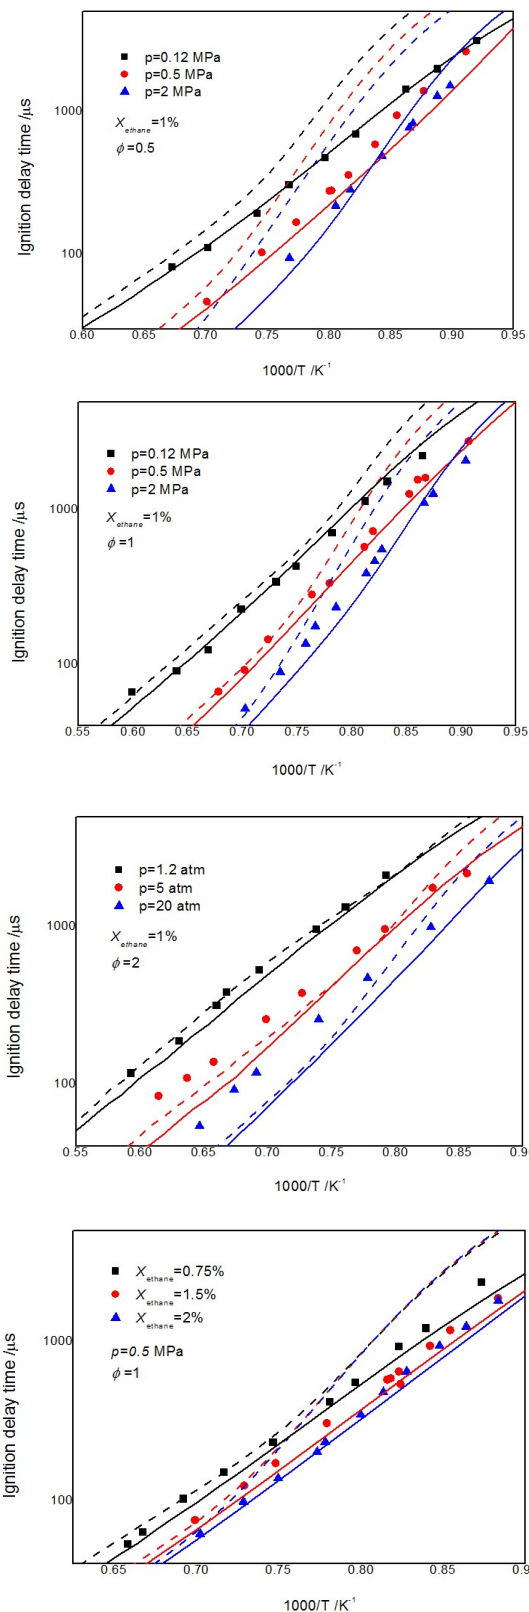 Ignition delay time /μs
1000
100
p=0.12 MPa
p=0.5 MPa
p=2 MPa
Xethane=1%
ϕ=0.5
0.60 0.65 0.70 0.75 0.80 0.85 0.90 0.95
1000/T /K-1
Ignition delay time /μs
1000
100
p=0.12 MPa
p=0.5 MPa
p=2 MPa
Xethane=1%
ϕ=1
0.55 0.60 0.65 0.70 0.75 0.80 0.85 0.90 0.95
1000/T /K-1
Ignition delay time /μs
1000
100
p=1.2 atm
p=5 atm
p=20 atm
Xethane=1%
ϕ=2
0.55 0.60 0.65 0.70 0.75 0.80 0.85 0.9
1000/T /K-1
Ignition delay time /μs
1000
100
Xethane=0.75%
Xethane=1.5%
Xethane=2%
p=0.5 MPa
ϕ=1
0.65 0.70 0.75 0.80 0.85 0.9
1000/T /K-1